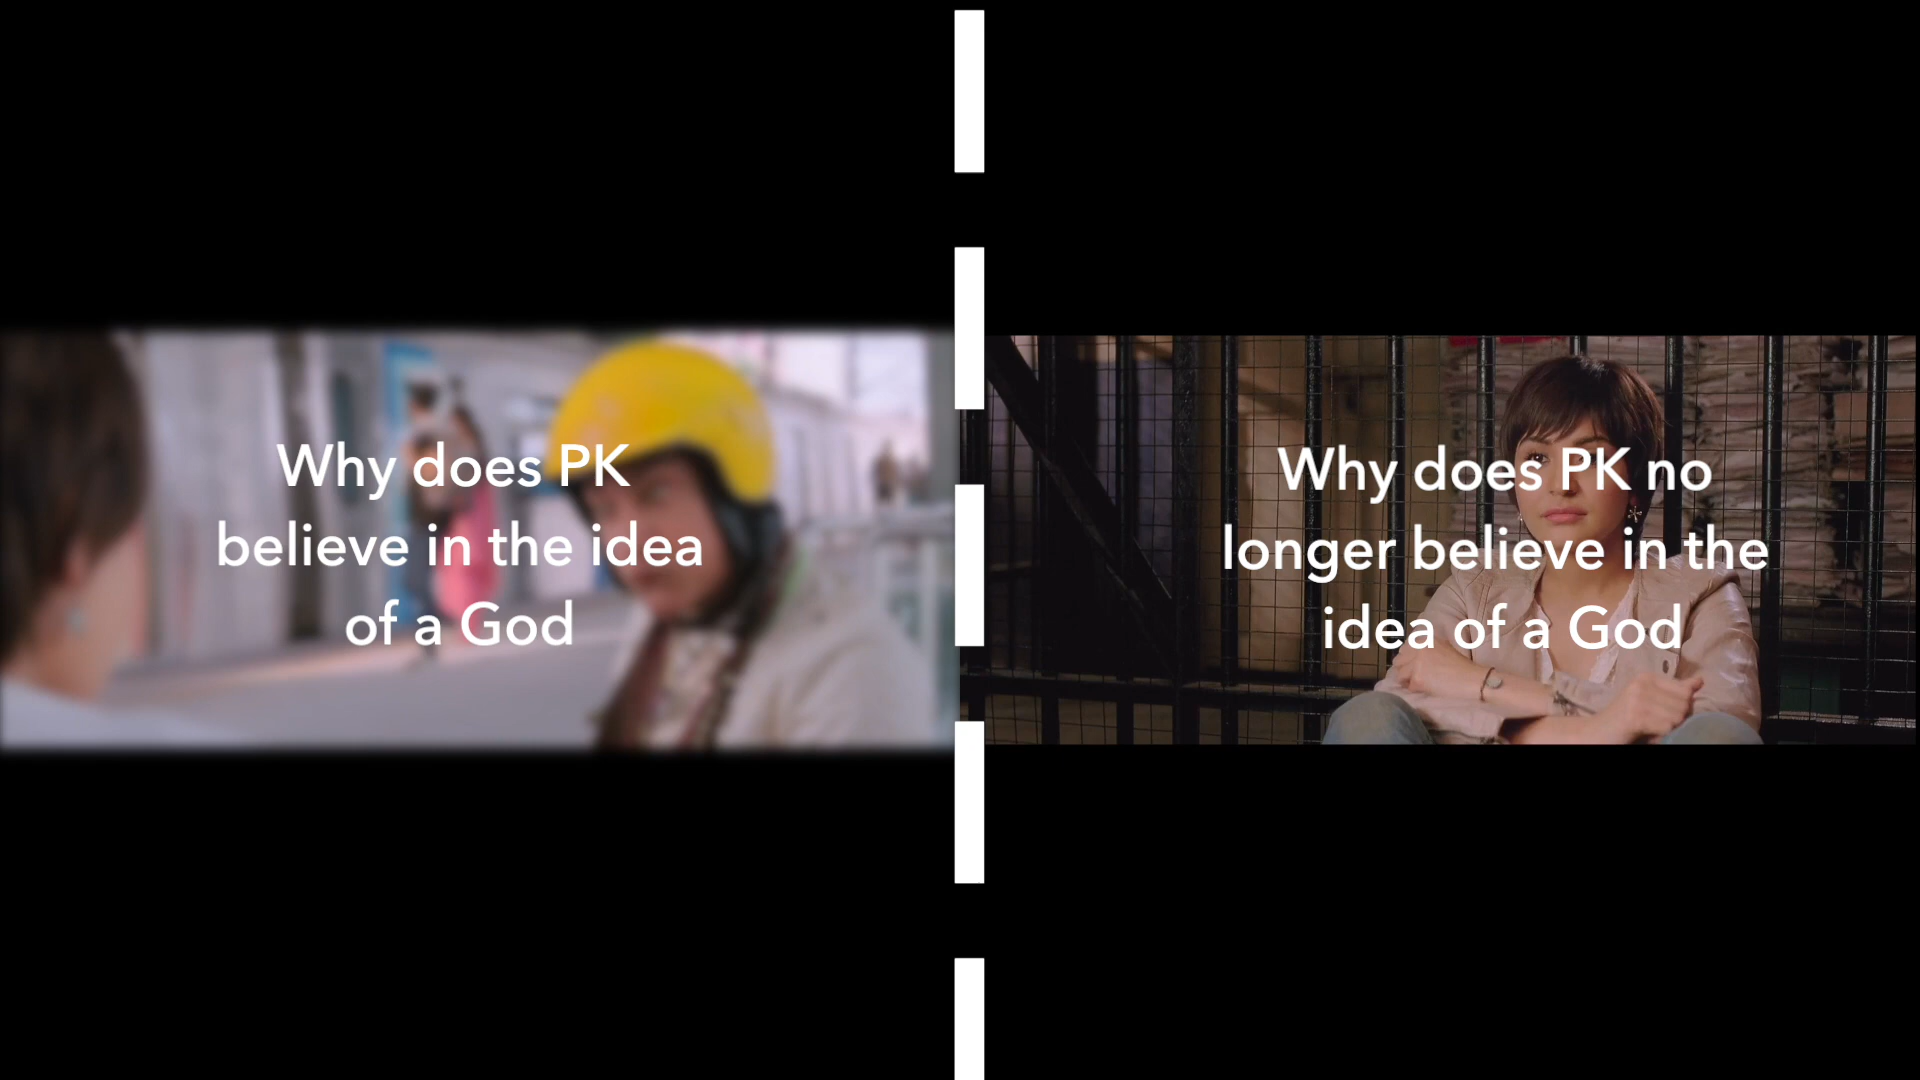 Why does PK
believe in the idea
of a God
Why does PK no
longer believe in the
idea of a God